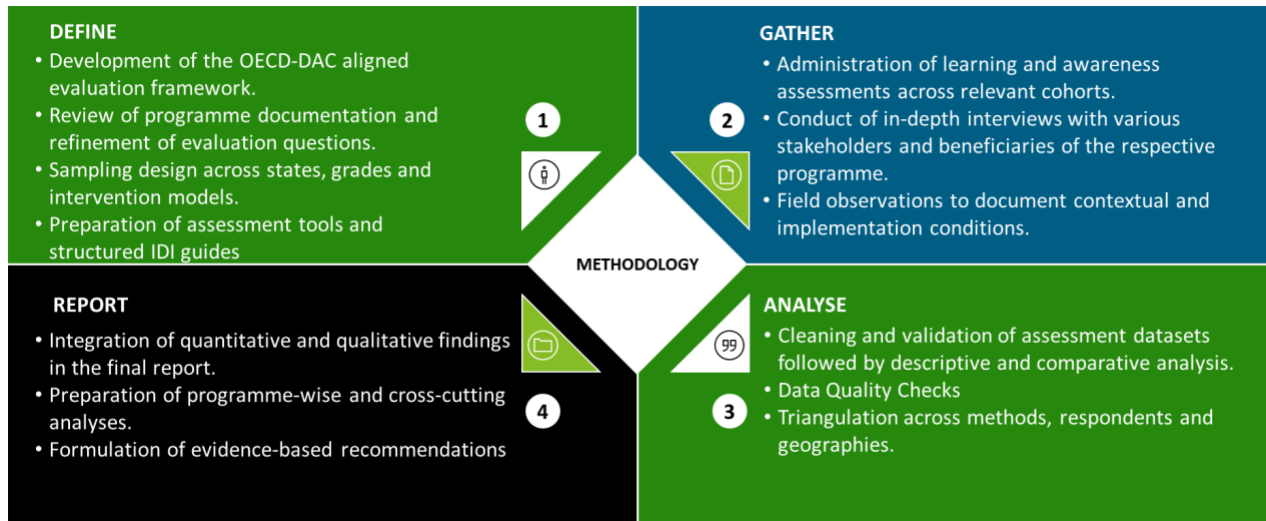 DEFINE
• Development of the OECD-DAC aligned
evaluation framework.
• Review of programme documentation and
refinement of evaluation questions.
• Sampling design across states, grades and
intervention models.
• Preparation of assessment tools and
structured IDI guides
1
GATHER
• Administration of learning and awareness
assessments across relevant cohorts.
• Conduct of in-depth interviews with various
stakeholders and beneficiaries of the respective
programme.
• Field observations to document contextual and
implementation conditions.
2
METHODOLOGY
ANALYSE
• Cleaning and validation of assessment datasets
followed by descriptive and comparative analysis.
• Data Quality Checks
• Triangulation across methods, respondents and
geographies.
3
REPORT
• Integration of quantitative and qualitative findings
in the final report.
• Preparation of programme-wise and cross-cutting
analyses.
• Formulation of evidence-based recommendations
4